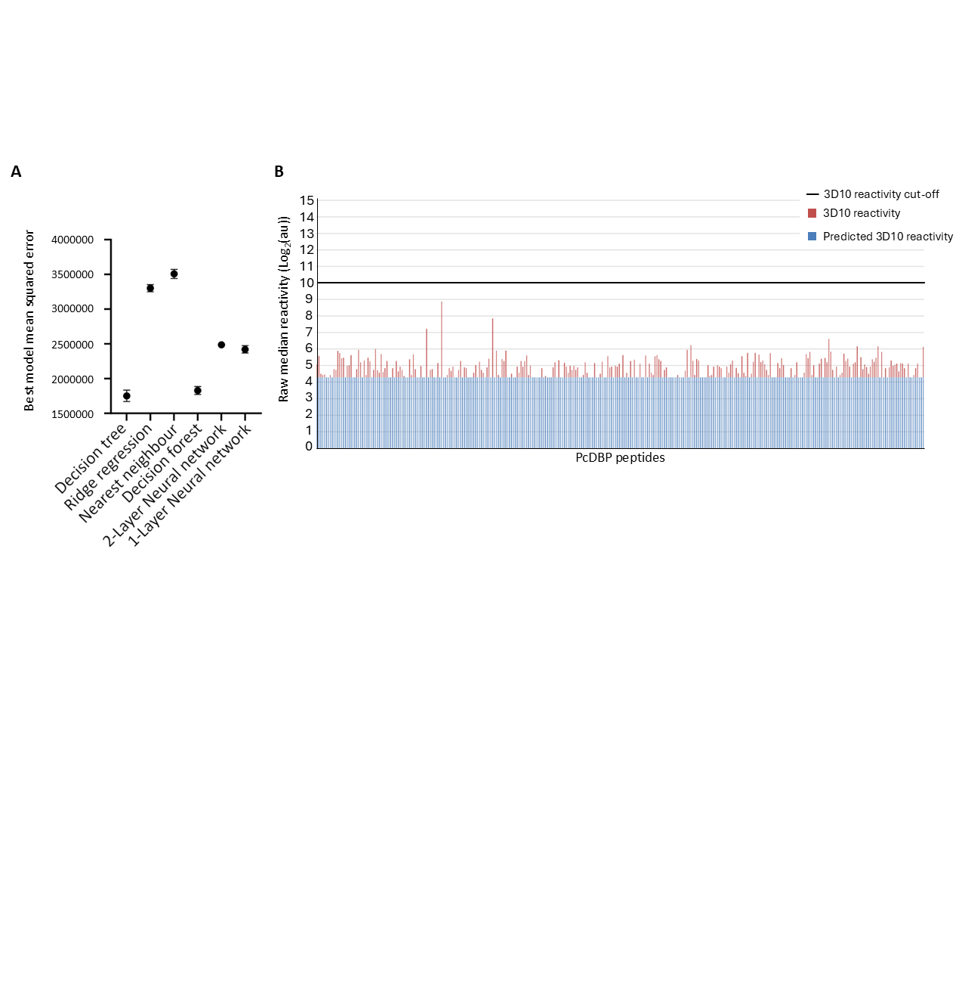 A
B
Best model mean squared error
4000000
3500000
3000000
2500000
2000000
1500000
Decision tree
Ridge regression
Nearest neighbour
Decision forest
2-Layer Neural network
1-Layer Neural network
Raw median reactivity (Log2(au))
15
14
13
12
11
10
9
8
7
6
5
4
3
2
1
0
PcDBP peptides
3D10 reactivity cut-off
3D10 reactivity
Predicted 3D10 reactivity